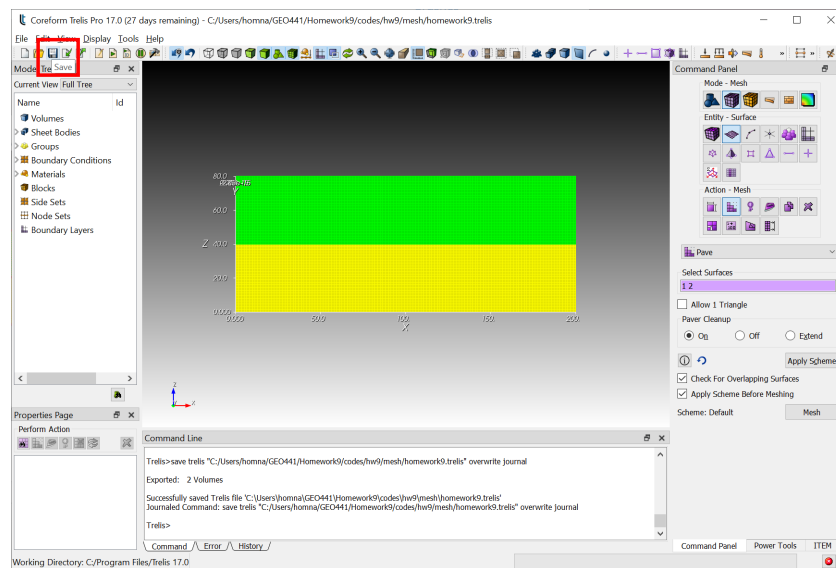 Coreform Trelis Pro 17.0 (27 days remaining) - C:/Users/homna/GEO441/Homework9/codes/hw9/mesh/homework9.trelis
File Edit View Display Tools Help
Save
Current View Full Tree
Name Id
Volumes
Sheet Bodies
Groups
Boundary Conditions
Materials
Blocks
Side Sets
Node Sets
Boundary Layers
Properties Page
Perform Action
80.0
Y
60.0
Z 40.0
20.0
0.000
0.000 50.0 100. 150. 200.
X
Z
X
Command Line
Trelis>save trelis "C:/Users/homna/GEO441/Homework9/codes/hw9/mesh/homework9.trelis" overwrite journal
Exported: 2 Volumes
Successfully saved Trelis file 'C:\Users\homna\GEO441\Homework9\codes\hw9\mesh\homework9.trelis'
Journaled Command: save trelis "C:/Users/homna/GEO441/Homework9/codes/hw9/mesh/homework9.trelis" overwrite journal
Trelis>
Command Error History
Command Panel
Mode - Mesh
Entity - Surface
Action - Mesh
Pave
Select Surfaces
1 2
Allow 1 Triangle
Paver Cleanup
On Off Extend
Apply Scheme
Check For Overlapping Surfaces
Apply Scheme Before Meshing
Scheme: Default Mesh
Command Panel Power Tools ITEM
Working Directory: C:/Program Files/Trelis 17.0